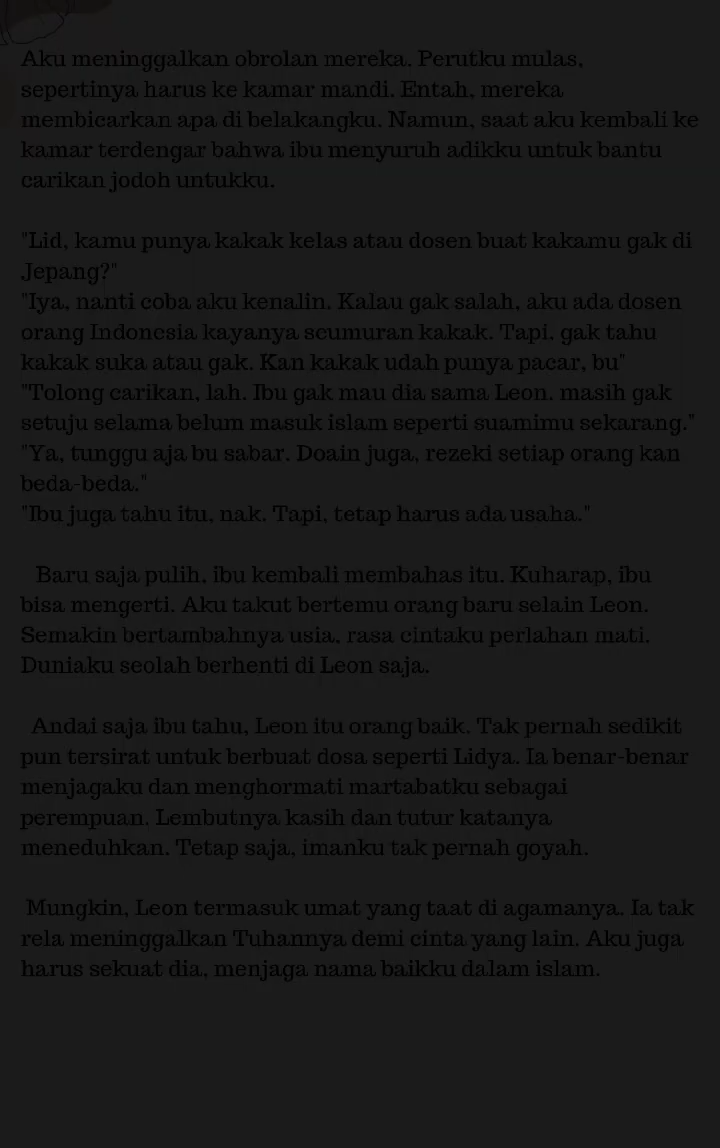 Aku meninggalkan obrolan mereka. Perutku mulas,
sepertinya harus ke kamar mandi. Entah, mereka
membicarkan apa di belakangku. Namun, saat aku kembali ke
kamar terdengar bahwa ibu menyuruh adikku untuk bantu
carikan jodoh untukku.
"Lid, kamu punya kakak kelas atau dosen buat kakamu gak di
Jepang?"
"Iya, nanti coba aku kenalin. Kalau gak salah, aku ada dosen
orang Indonesia kayanya seumuran kakak. Tapi, gak tahu
kakak suka atau gak. Kan kakak udah punya pacar, bu"
"Tolong carikan, lah. Ibu gak mau dia sama Leon, masih gak
setuju selama belum masuk islam seperti suamimu sekarang."
"Ya, tunggu aja bu sabar. Doain juga, rezeki setiap orang kan
beda-beda."
"Ibu juga tahu itu, nak. Tapi, tetap harus ada usaha."
Baru saja pulih, ibu kembali membahas itu. Kuharap, ibu
bisa mengerti. Aku takut bertemu orang baru selain Leon.
Semakin bertambahnya usia, rasa cintaku perlahan mati.
Duniaku seolah berhenti di Leon saja.
Andai saja ibu tahu, Leon itu orang baik. Tak pernah sedikit
pun tersirat untuk berbuat dosa seperti Lidya. Ia benar-benar
menjagaku dan menghormati martabatku sebagai
perempuan. Lembutnya kasih dan tutur katanya
meneduhkan. Tetap saja, imanku tak pernah goyah.
Mungkin, Leon termasuk umat yang taat di agamanya. Ia tak
rela meninggalkan Tuhannya demi cinta yang lain. Aku juga
harus sekuat dia, menjaga nama baikku dalam islam.